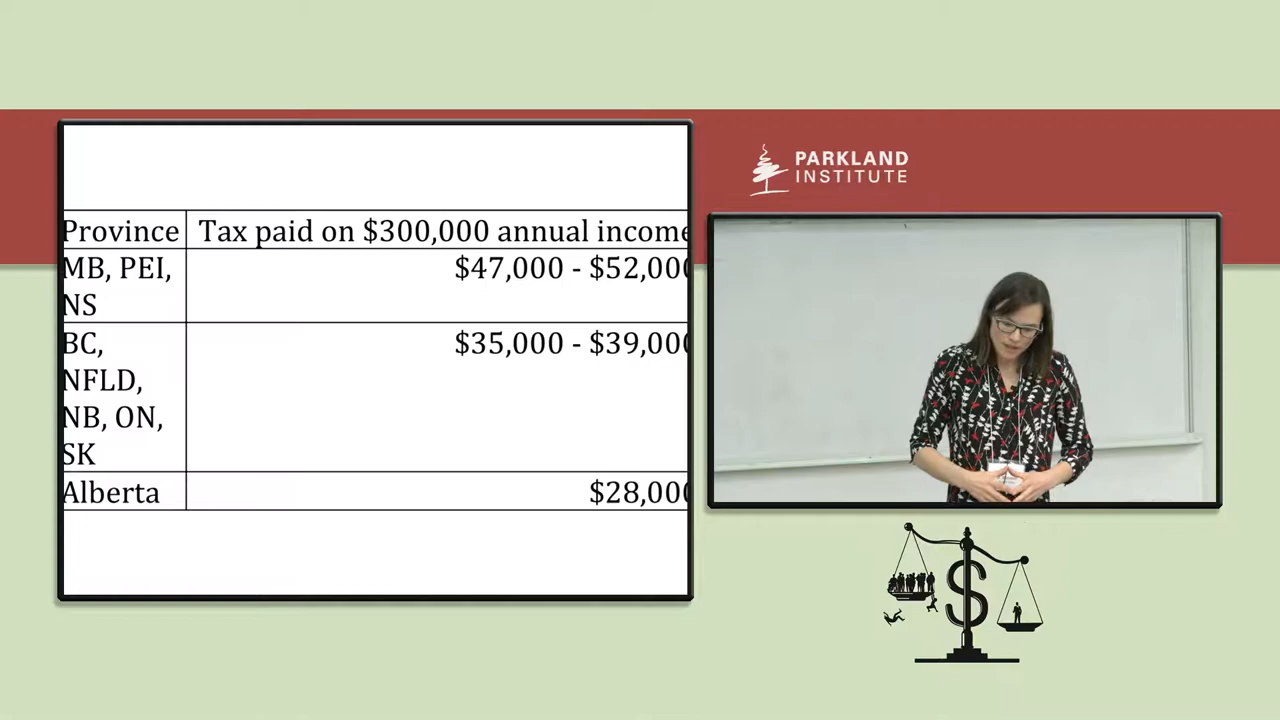 Province Tax paid on $300,000 annual income
MB, PEI, $47,000 - $52,000
NS
BC, $35,000 - $39,000
NFLD,
NB, ON,
SK
Alberta $28,000
PARKLAND
INSTITUTE
$